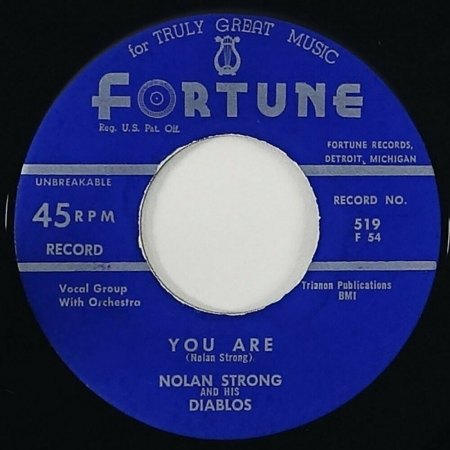 for TRULY GREAT MUSIC
FORTUNE
Reg. U.S. Pat. Off.
FORTUNE RECORDS,
DETROIT, MICHIGAN
UNBREAKABLE
45 RPM
RECORD
RECORD NO.
519
F 54
Vocal Group
With Orchestra
Trianon Publications
BMI
YOU ARE
(Nolan Strong)
NOLAN STRONG
AND HIS
DIABLOS